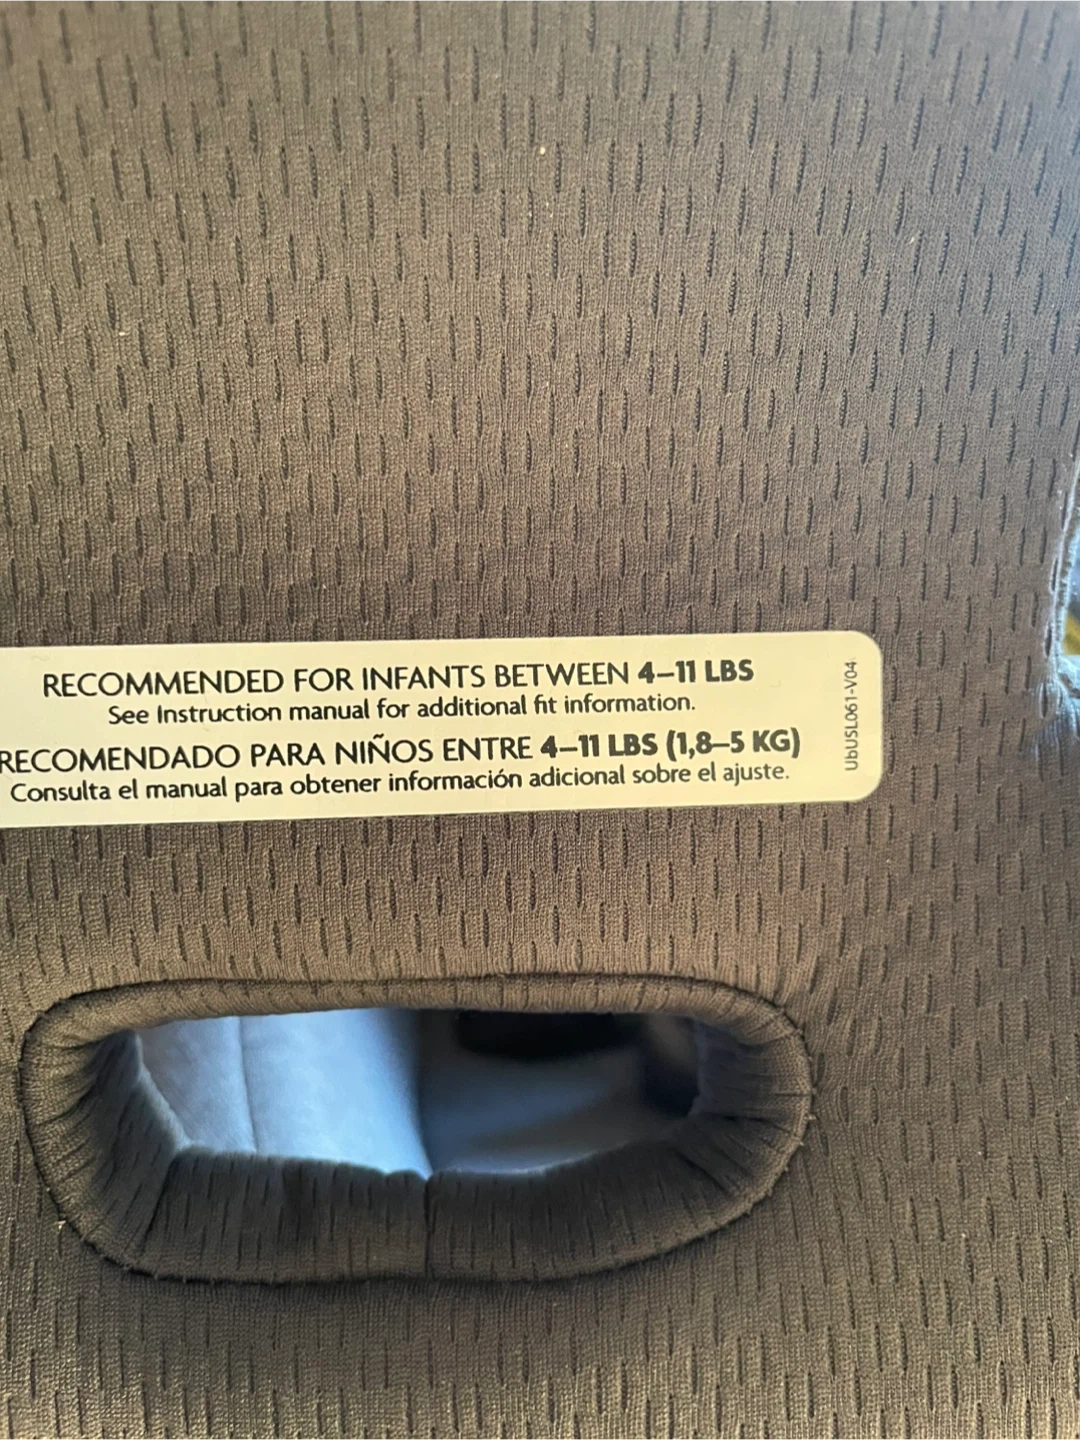 RECOMMENDED FOR INFANTS BETWEEN 4–11 LBS
See Instruction manual for additional fit information.
RECOMENDADO PARA NIÑOS ENTRE 4–11 LBS (1,8–5 KG)
Consulta el manual para obtener información adicional sobre el ajuste.
UbUSL061-V04